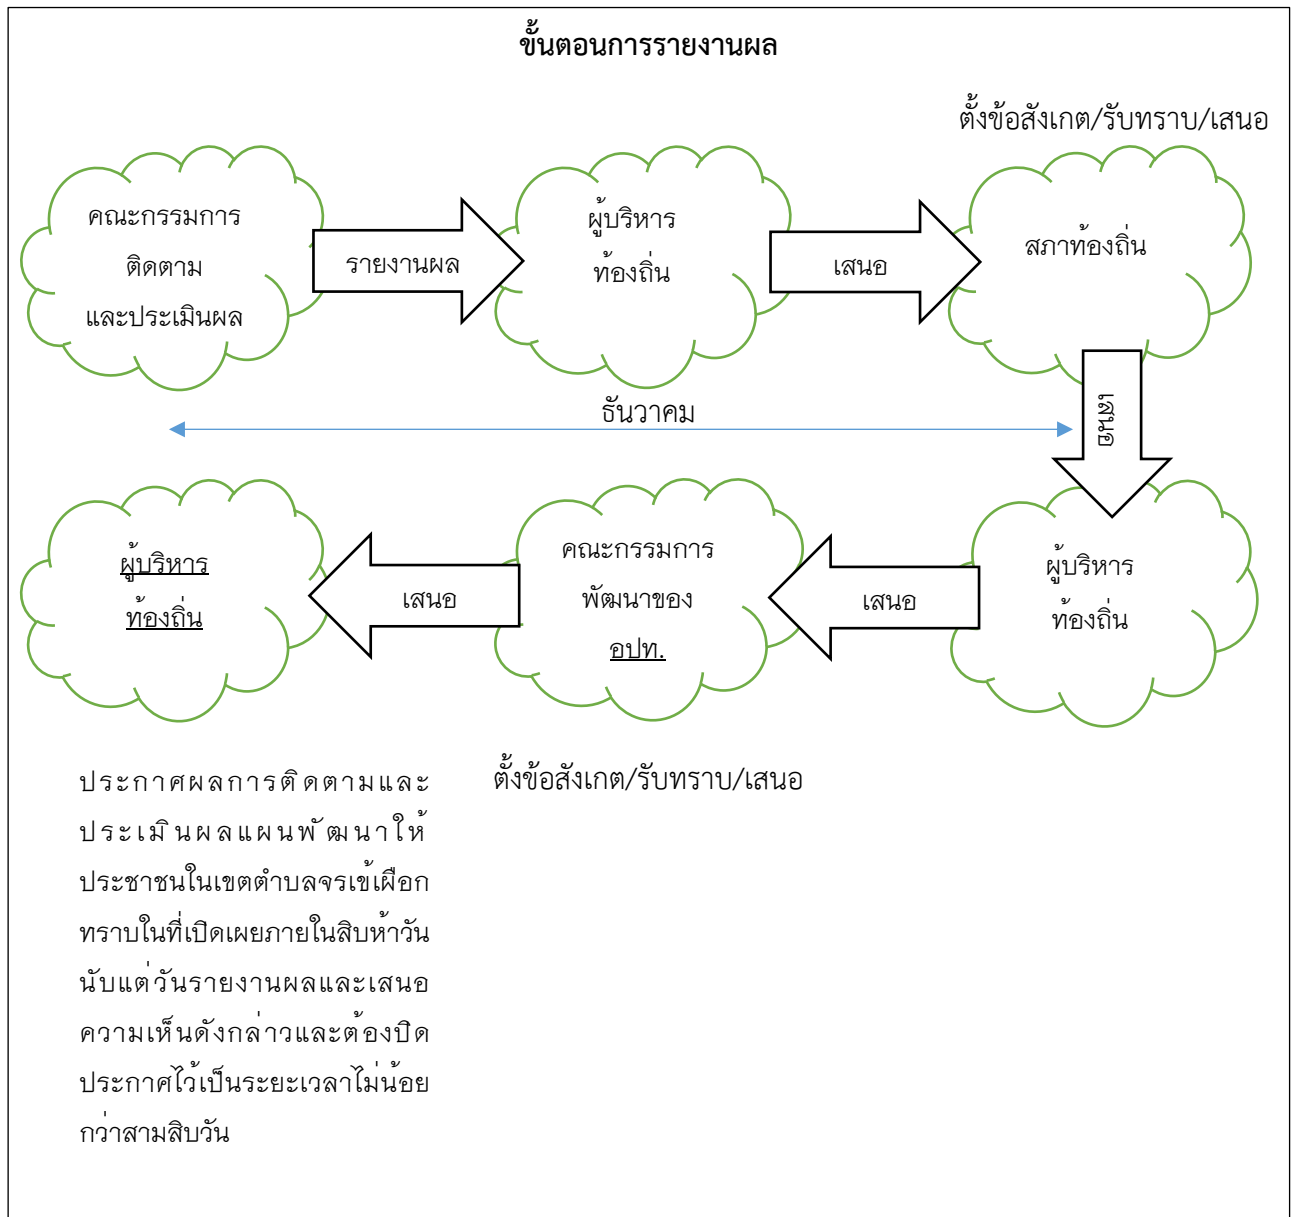 ขั้นตอนการรายงานผล
ตั้งข้อสังเกต/รับทราบ/เสนอ
คณะกรรมการ
ติดตาม
และประเมินผล
รายงานผล
ผู้บริหาร
ท้องถิ่น
เสนอ
สภาท้องถิ่น
ธันวาคม
เสนอ
ผู้บริหาร
ท้องถิ่น
เสนอ
คณะกรรมการ
พัฒนาของ
อปท.
เสนอ
ผู้บริหาร
ท้องถิ่น
ตั้งข้อสังเกต/รับทราบ/เสนอ
ประกาศผลการติดตามและ
ประเมินผลแผนพัฒนาให้
ประชาชนในเขตตำบลจรเข้เผือก
ทราบในที่เปิดเผยภายในสิบห้าวัน
นับแต่วันรายงานผลและเสนอ
ความเห็นดังกล่าวและต้องปิด
ประกาศไว้เป็นระยะเวลาไม่น้อย
กว่าสามสิบวัน